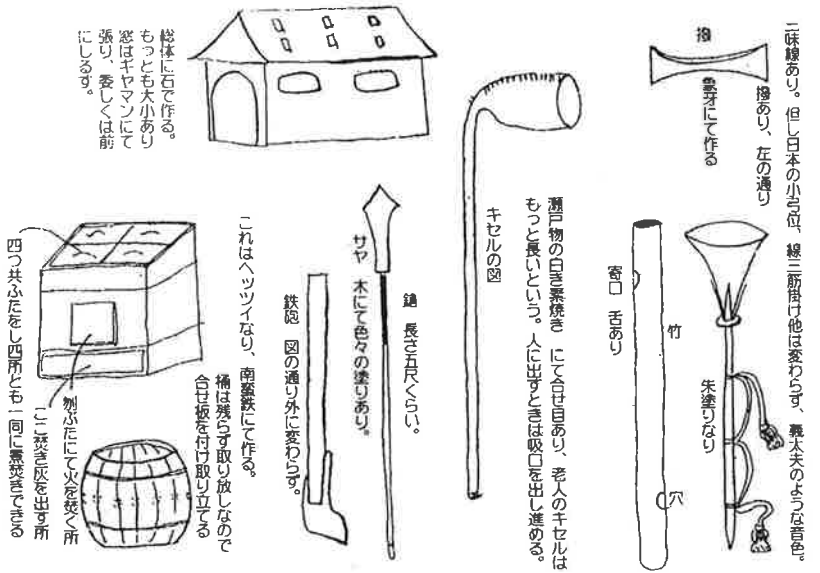 三味線あり。但し日本の小弓位、線三筋掛け他は変わらず、義太夫のような音色。
撥あり、左の通り
撥
象牙にて作る
朱塗りなり
竹
穴
寄口 舌あり
瀬戸物の白き素焼き にて合せ目あり、老人のキセルは
もっと長いという。人に出すときは吸口を出し進める。
キセルの図
鎗 長さ五尺くらい。
サヤ 木にて色々の塗りあり。
鉄砲 図の通り外に変わらず。
総体に石で作る。
もっとも大小あり
窓はギヤマンにて
張り、委しくは前
にしるす。
これはヘッツイなり、南蛮鉄にて作る。
桶は残らず取り放しなので
合せ板を付け取り立てる
刎ぶたにて火を焚く所
ここ焚き灰を出す所
四つ共ふたをし四所とも一同に煮焚きできる